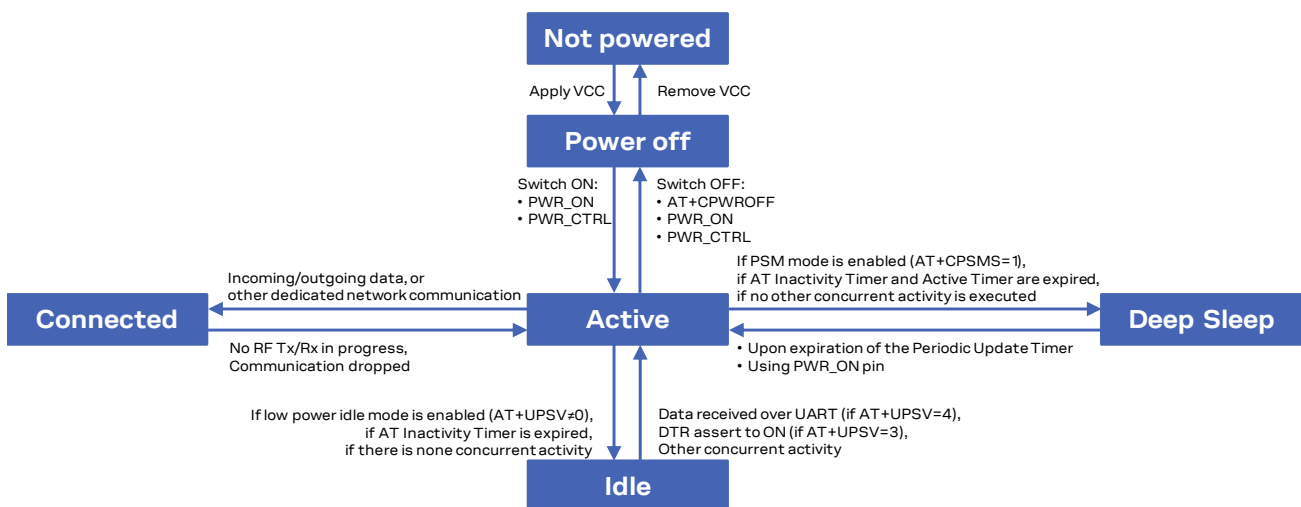 Not powered
Apply VCC
Remove VCC
Power off
Switch ON:
• PWR_ON
• PWR_CTRL
Switch OFF:
• AT+CPWROFF
• PWR_ON
• PWR_CTRL
Incoming/outgoing data, or
other dedicated network communication
If PSM mode is enabled (AT+CPSMS=1),
if AT Inactivity Timer and Active Timer are expired,
if no other concurrent activity is executed
Connected
Active
Deep Sleep
No RF Tx/Rx in progress,
Communication dropped
• Upon expiration of the Periodic Update Timer
• Using PWR_ON pin
If low power idle mode is enabled (AT+UPSV≠0),
if AT Inactivity Timer is expired,
if there is none concurrent activity
Data received over UART (if AT+UPSV=4),
DTR assert to ON (if AT+UPSV=3),
Other concurrent activity
Idle